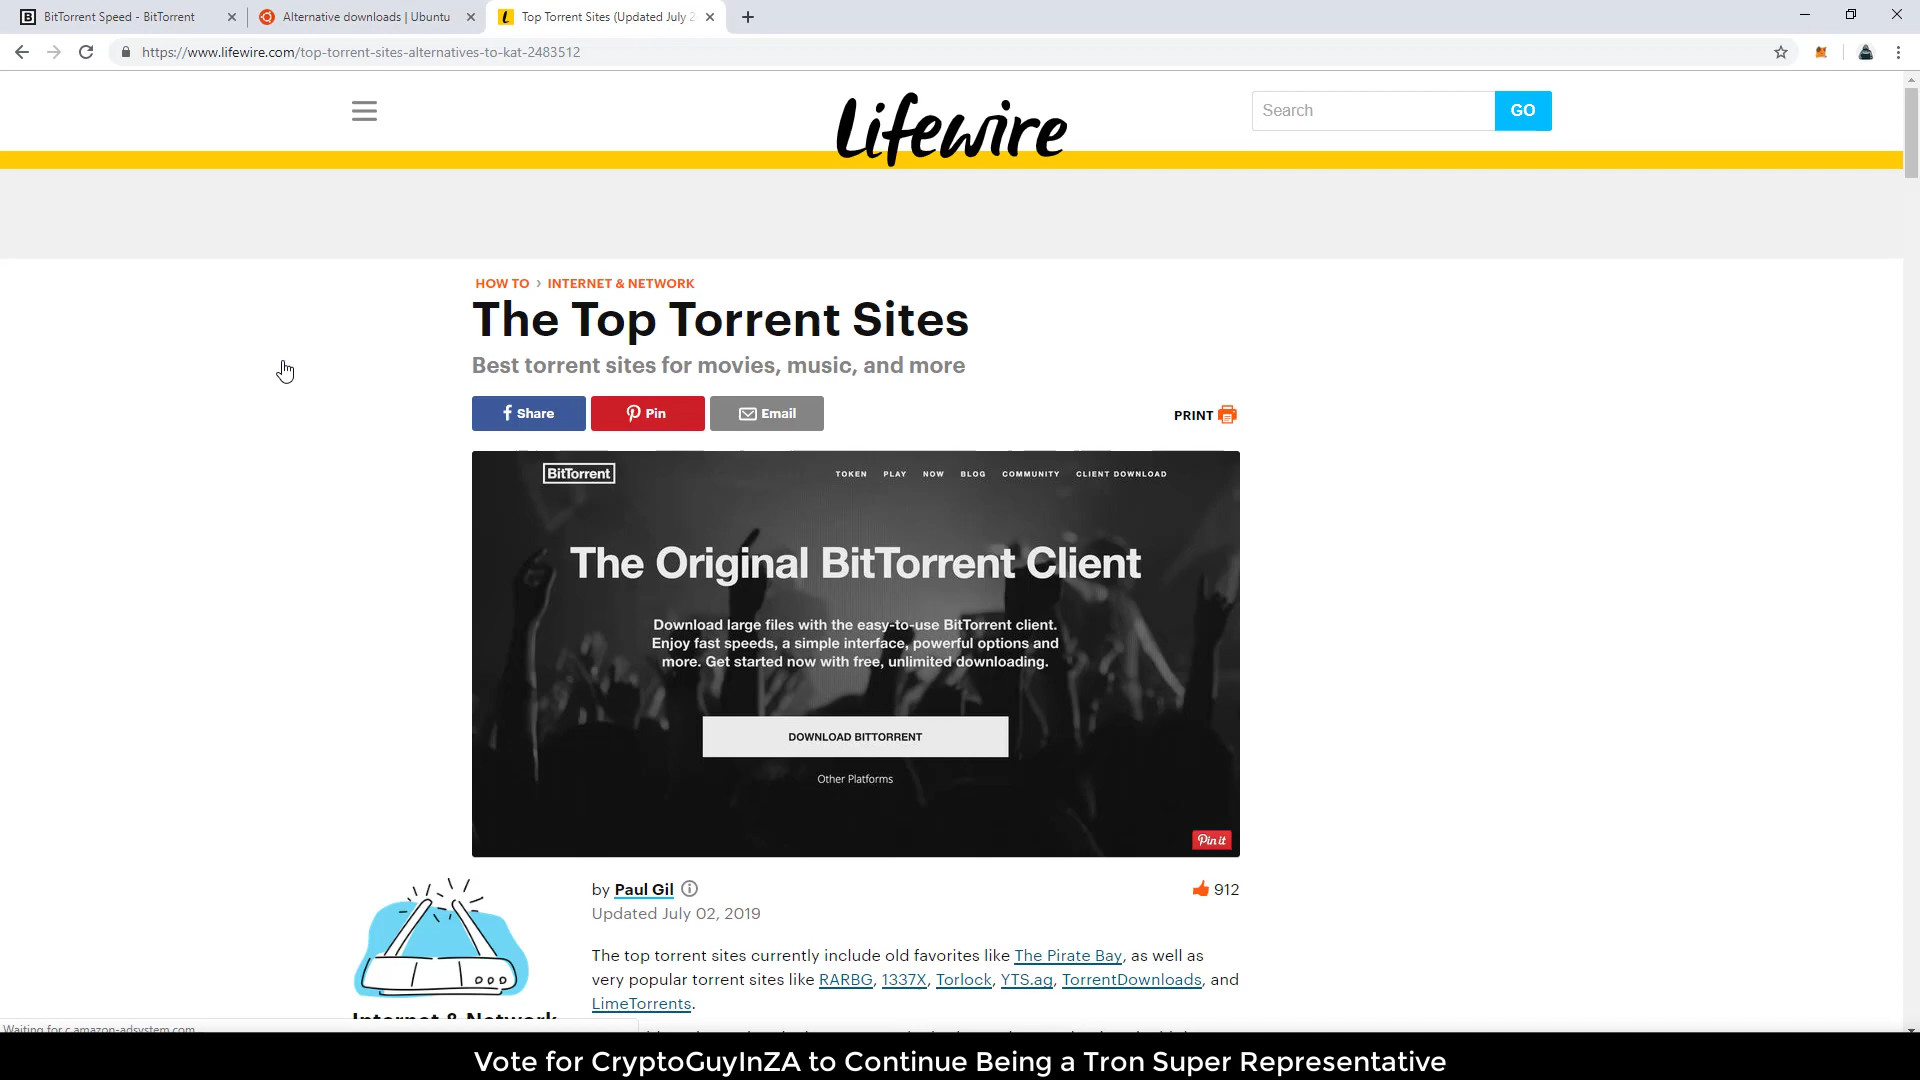 BitTorrent Speed - BitTorrent
Alternative downloads | Ubuntu
Top Torrent Sites (Updated July 2
https://www.lifewire.com/top-torrent-sites-alternatives-to-kat-2483512
Lifewire
Search
GO
HOW TO › INTERNET & NETWORK
The Top Torrent Sites
Best torrent sites for movies, music, and more
Share
Pin
Email
PRINT
BitTorrent
TOKEN PLAY NOW BLOG COMMUNITY CLIENT DOWNLOAD
The Original BitTorrent Client
Download large files with the easy-to-use BitTorrent client.
Enjoy fast speeds, a simple interface, powerful options and
more. Get started now with free, unlimited downloading.
DOWNLOAD BITTORRENT
Other Platforms
Pin it
by Paul Gil
912
Updated July 02, 2019
The top torrent sites currently include old favorites like The Pirate Bay, as well as
very popular torrent sites like RARBG, 1337X, Torlock, YTS.ag, TorrentDownloads, and
LimeTorrents.
Internet & Network
Waiting for c.amazon-adsystem.com
Vote for CryptoGuyInZA to Continue Being a Tron Super Representative